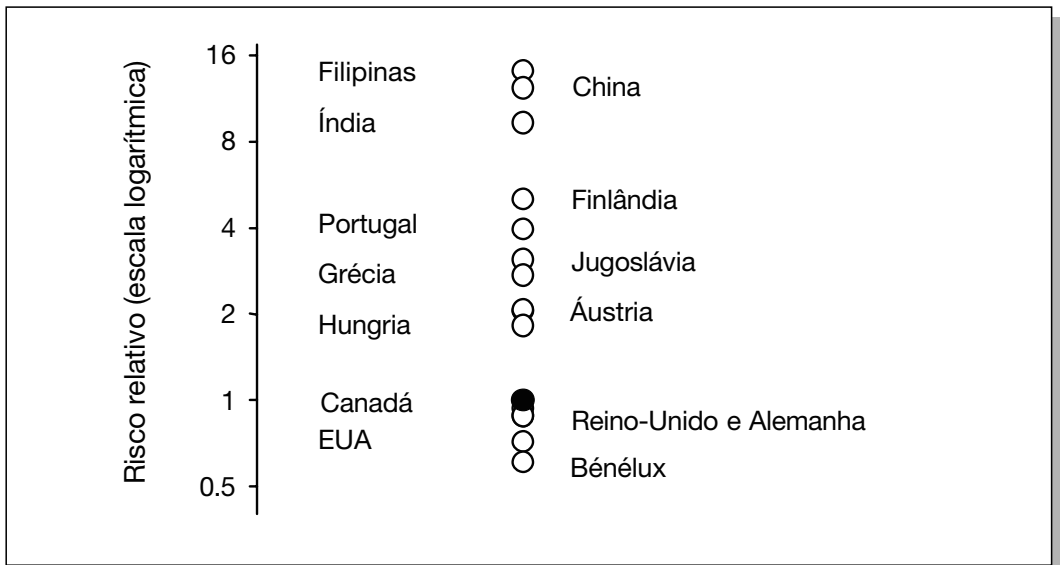 Risco relativo (escala logarítmica)
16
8
4
2
1
0.5
Filipinas
China
Índia
Finlândia
Portugal
Jugoslávia
Grécia
Áustria
Hungria
Canadá
Reino-Unido e Alemanha
EUA
Bénélux